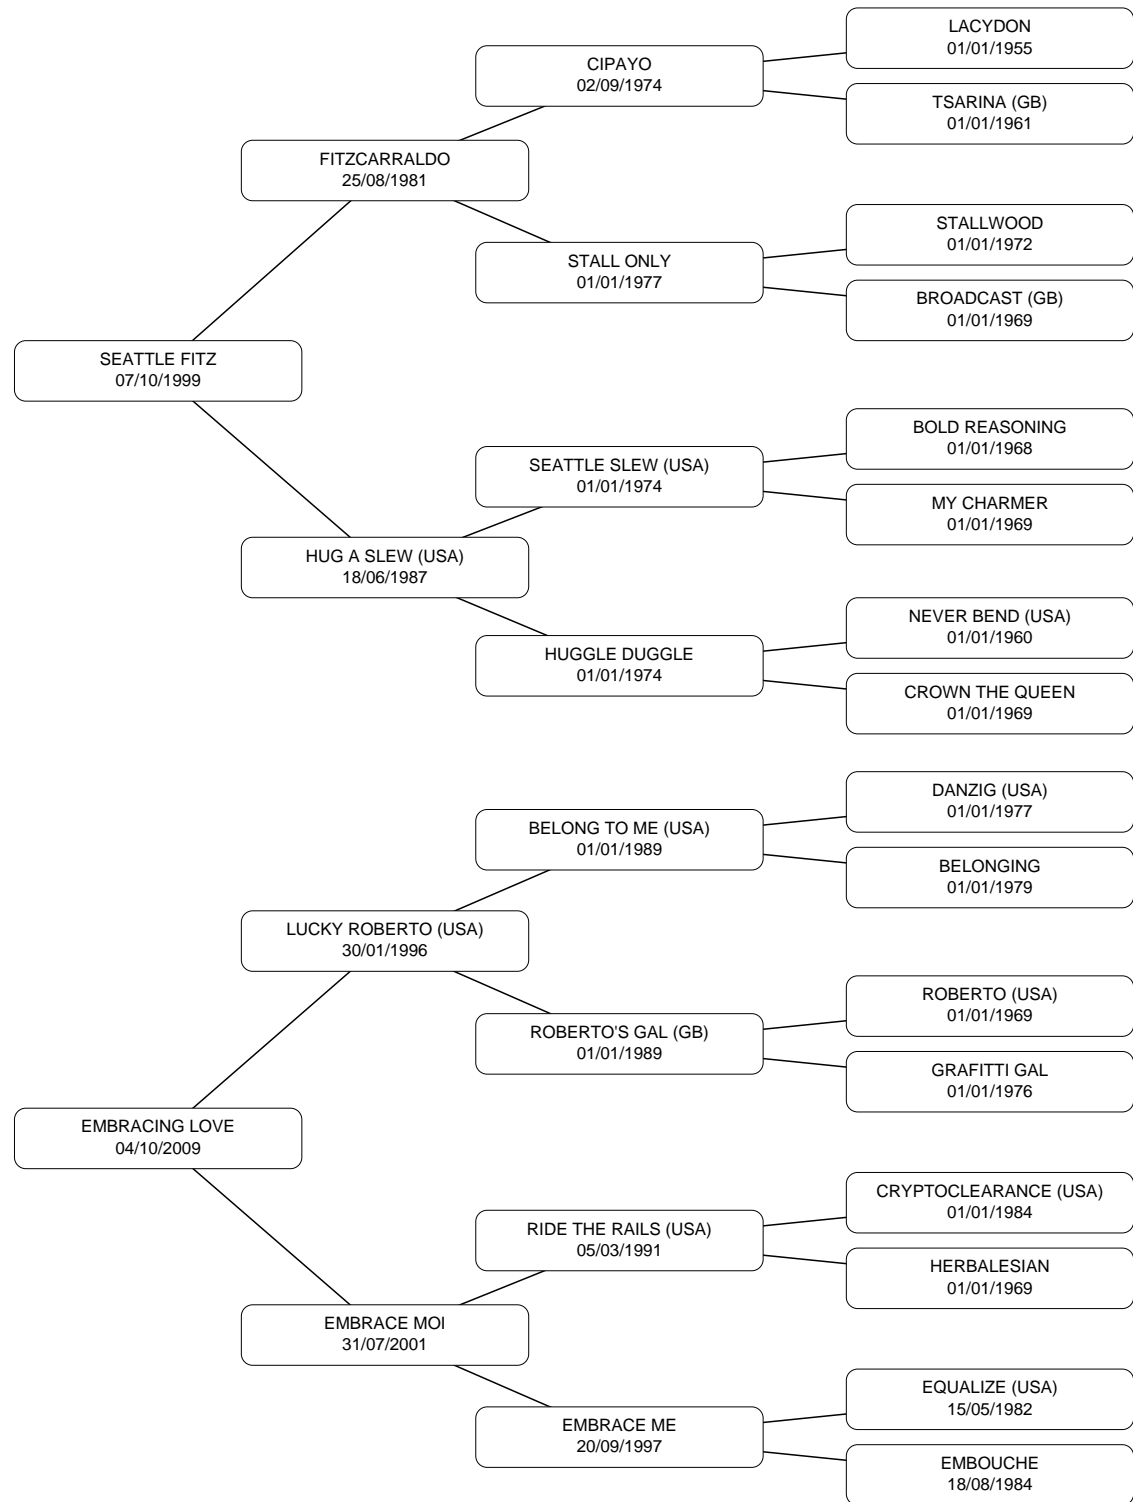 LACYDON
01/01/1955
CIPAYO
02/09/1974
TSARINA (GB)
01/01/1961
FITZCARRALDO
25/08/1981
STALLWOOD
01/01/1972
STALL ONLY
01/01/1977
BROADCAST (GB)
01/01/1969
SEATTLE FITZ
07/10/1999
BOLD REASONING
01/01/1968
SEATTLE SLEW (USA)
01/01/1974
MY CHARMER
01/01/1969
HUG A SLEW (USA)
18/06/1987
NEVER BEND (USA)
01/01/1960
HUGGLE DUGGLE
01/01/1974
CROWN THE QUEEN
01/01/1969
DANZIG (USA)
01/01/1977
BELONG TO ME (USA)
01/01/1989
BELONGING
01/01/1979
LUCKY ROBERTO (USA)
30/01/1996
ROBERTO (USA)
01/01/1969
ROBERTO'S GAL (GB)
01/01/1989
GRAFITTI GAL
01/01/1976
EMBRACING LOVE
04/10/2009
CRYPTOCLEARANCE (USA)
01/01/1984
RIDE THE RAILS (USA)
05/03/1991
HERBALESIAN
01/01/1969
EMBRACE MOI
31/07/2001
EQUALIZE (USA)
15/05/1982
EMBRACE ME
20/09/1997
EMBOUCHE
18/08/1984